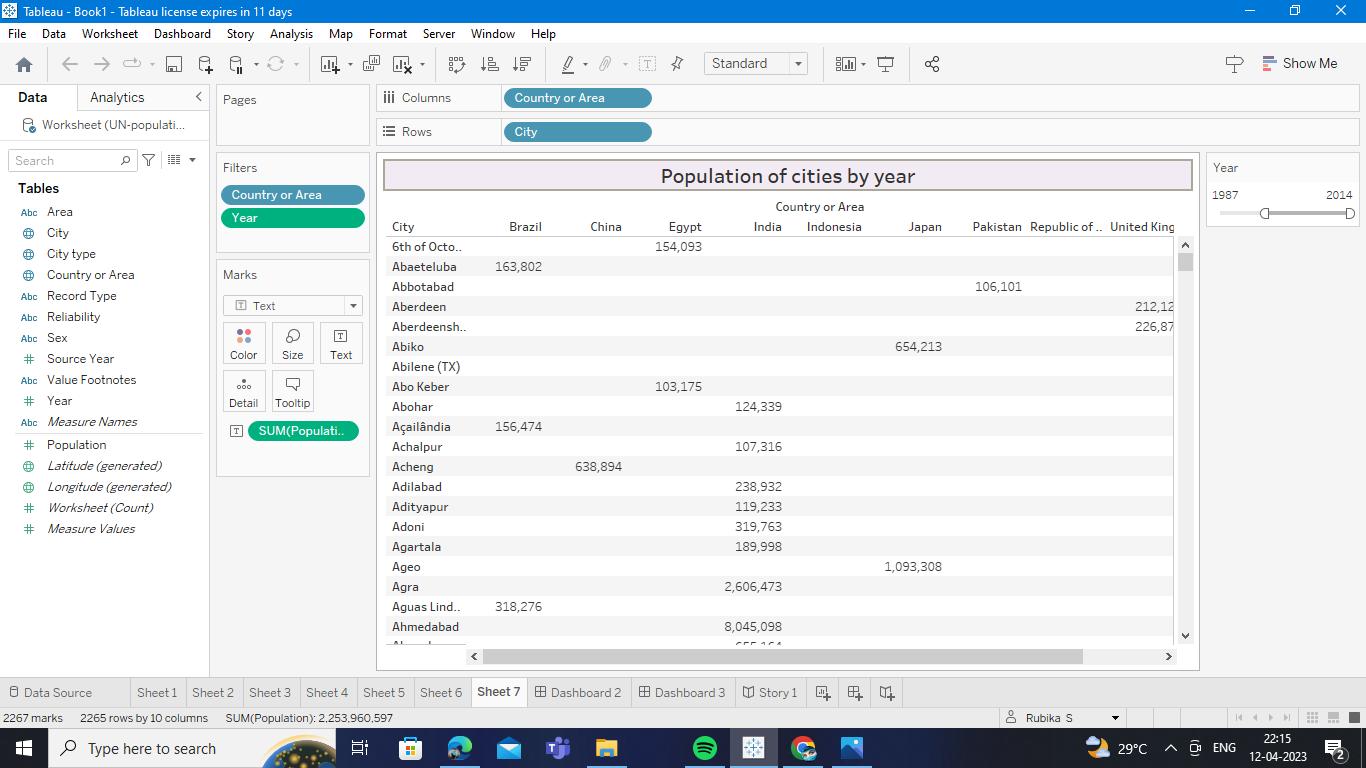 Tableau - Book1 - Tableau license expires in 11 days
File Data Worksheet Dashboard Story Analysis Map Format Server Window Help
Standard
Show Me
Data Analytics
Worksheet (UN-populati...
Search
Tables
Abc Area
City
City type
Country or Area
Abc Record Type
Abc Reliability
Abc Sex
Source Year
Abc Value Footnotes
Year
Abc Measure Names
Population
Latitude (generated)
Longitude (generated)
Worksheet (Count)
Measure Values
Pages
Filters
Country or Area
Year
Marks
Text
Color Size Text
Detail Tooltip
SUM(Populati..
Columns Country or Area
Rows City
Population of cities by year
Country or Area
City Brazil China Egypt India Indonesia Japan Pakistan Republic of .. United King
6th of Octo.. 154,093
Abaeteluba 163,802
Abbotabad 106,101
Aberdeen 212,12
Aberdeensh.. 226,87
Abiko 654,213
Abilene (TX)
Abo Keber 103,175
Abohar 124,339
Açailândia 156,474
Achalpur 107,316
Acheng 638,894
Adilabad 238,932
Adityapur 119,233
Adoni 319,763
Agartala 189,998
Ageo 1,093,308
Agra 2,606,473
Aguas Lind.. 318,276
Ahmedabad 8,045,098
Year
1987 2014
Data Source Sheet 1 Sheet 2 Sheet 3 Sheet 4 Sheet 5 Sheet 6 Sheet 7 Dashboard 2 Dashboard 3 Story 1
2267 marks 2265 rows by 10 columns SUM(Population): 2,253,960,597 Rubika S
Type here to search
29°C ENG 22:15
12-04-2023
2